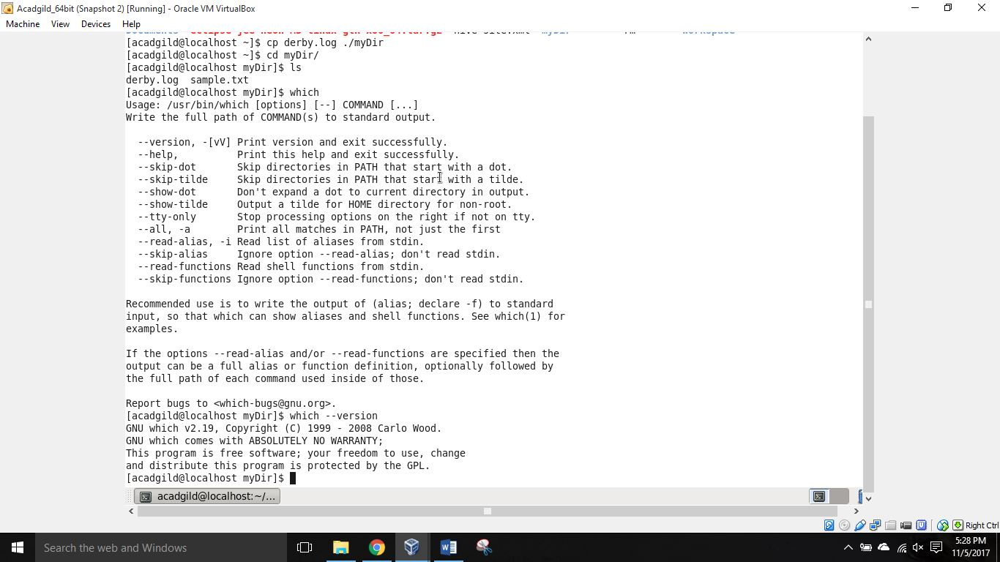 Acadgild_64bit (Snapshot 2) [Running] - Oracle VM VirtualBox
Machine View Devices Help
[acadgild@localhost ~]$ cp derby.log ./myDir
[acadgild@localhost ~]$ cd myDir/
[acadgild@localhost myDir]$ ls
derby.log  sample.txt
[acadgild@localhost myDir]$ which
Usage: /usr/bin/which [options] [--] COMMAND [...]
Write the full path of COMMAND(s) to standard output.
--version, -[vV] Print version and exit successfully.
--help,          Print this help and exit successfully.
--skip-dot       Skip directories in PATH that start with a dot.
--skip-tilde     Skip directories in PATH that start with a tilde.
--show-dot       Don't expand a dot to current directory in output.
--show-tilde     Output a tilde for HOME directory for non-root.
--tty-only       Stop processing options on the right if not on tty.
--all, -a        Print all matches in PATH, not just the first
--read-alias, -i Read list of aliases from stdin.
--skip-alias     Ignore option --read-alias; don't read stdin.
--read-functions Read shell functions from stdin.
--skip-functions Ignore option --read-functions; don't read stdin.
Recommended use is to write the output of (alias; declare -f) to standard
input, so that which can show aliases and shell functions. See which(1) for
examples.
If the options --read-alias and/or --read-functions are specified then the
output can be a full alias or function definition, optionally followed by
the full path of each command used inside of those.
Report bugs to <which-bugs@gnu.org>.
[acadgild@localhost myDir]$ which --version
GNU which v2.19, Copyright (C) 1999 - 2008 Carlo Wood.
GNU which comes with ABSOLUTELY NO WARRANTY;
This program is free software; your freedom to use, change
and distribute this program is protected by the GPL.
[acadgild@localhost myDir]$
acadgild@localhost:~/...
Right Ctrl
Search the web and Windows
5:28 PM
11/5/2017